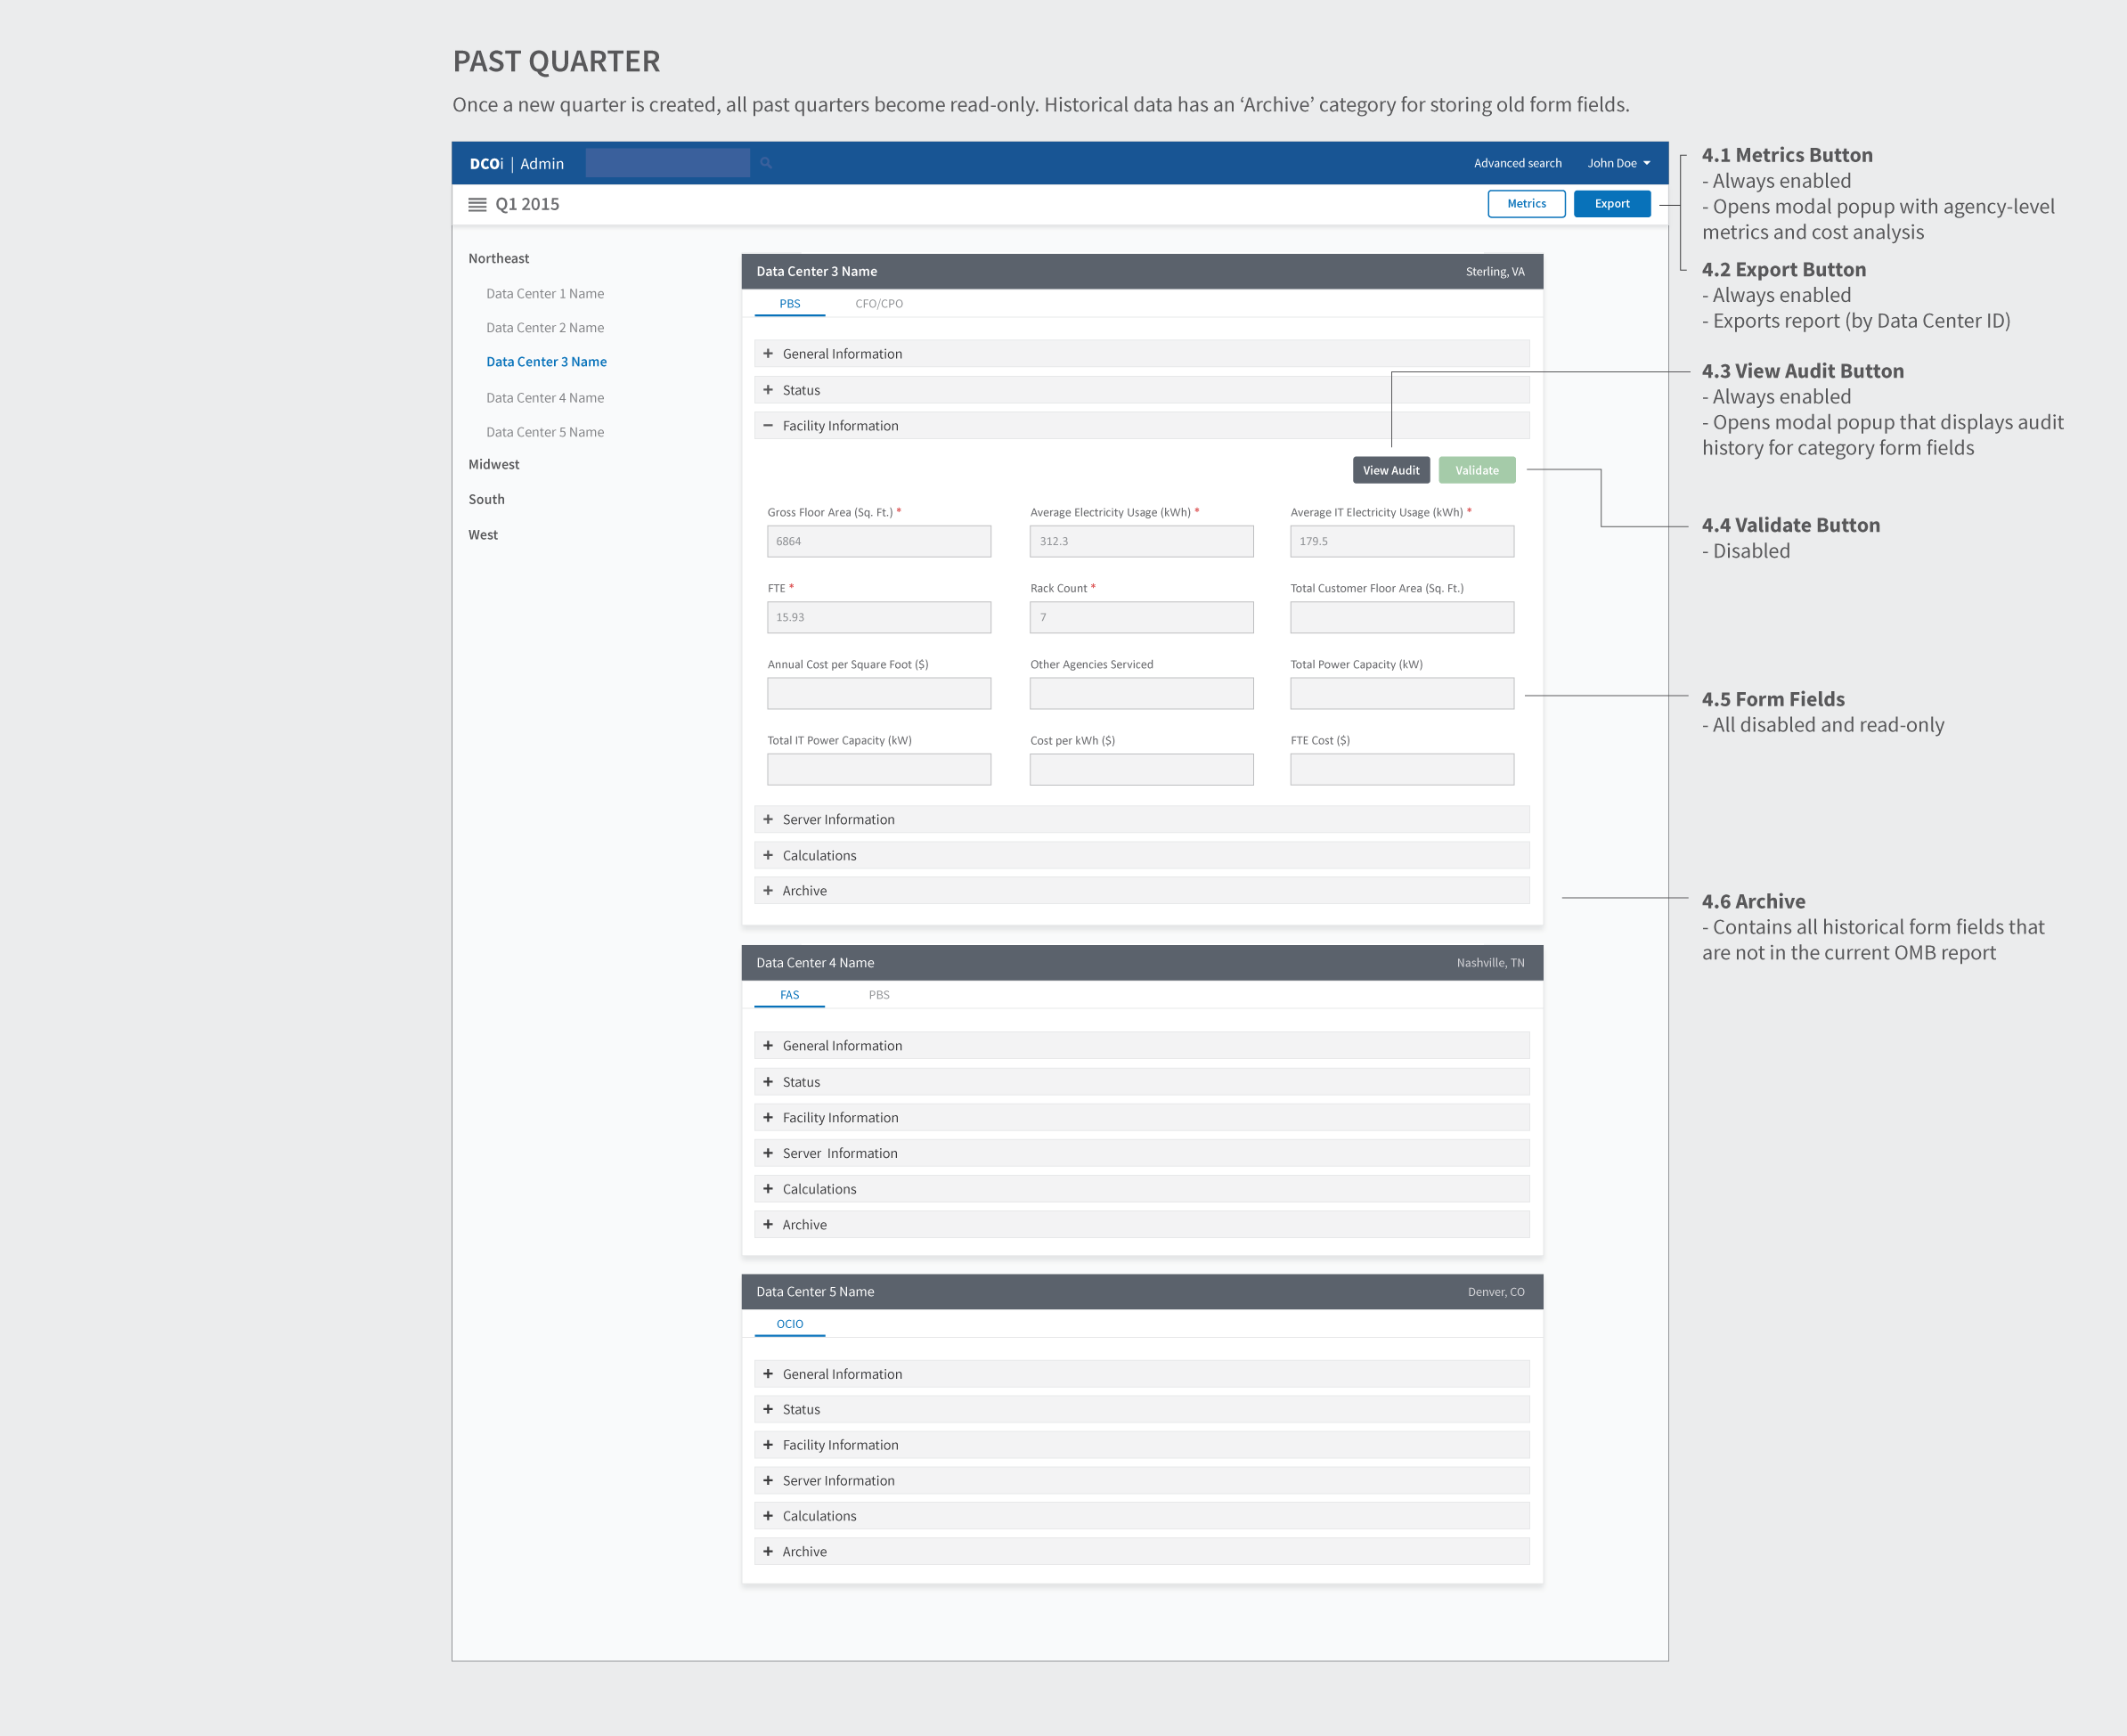 PAST QUARTER
Once a new quarter is created, all past quarters become read-only. Historical data has an ‘Archive’ category for storing old form fields.
DCOi | Admin
Advanced search
John Doe
Q1 2015
Metrics
Export
Northeast
Data Center 1 Name
Data Center 2 Name
Data Center 3 Name
Data Center 4 Name
Data Center 5 Name
Midwest
South
West
Data Center 3 Name
Sterling, VA
PBS
CFO/CPO
+ General Information
+ Status
− Facility Information
View Audit
Validate
Gross Floor Area (Sq. Ft.) *
Average Electricity Usage (kWh) *
Average IT Electricity Usage (kWh) *
6864
312.3
179.5
FTE *
Rack Count *
Total Customer Floor Area (Sq. Ft.)
15.93
7
Annual Cost per Square Foot ($)
Other Agencies Serviced
Total Power Capacity (kW)
Total IT Power Capacity (kW)
Cost per kWh ($)
FTE Cost ($)
+ Server Information
+ Calculations
+ Archive
Data Center 4 Name
Nashville, TN
FAS
PBS
+ General Information
+ Status
+ Facility Information
+ Server Information
+ Calculations
+ Archive
Data Center 5 Name
Denver, CO
OCIO
+ General Information
+ Status
+ Facility Information
+ Server Information
+ Calculations
+ Archive
4.1 Metrics Button
- Always enabled
- Opens modal popup with agency-level
metrics and cost analysis
4.2 Export Button
- Always enabled
- Exports report (by Data Center ID)
4.3 View Audit Button
- Always enabled
- Opens modal popup that displays audit
history for category form fields
4.4 Validate Button
- Disabled
4.5 Form Fields
- All disabled and read-only
4.6 Archive
- Contains all historical form fields that
are not in the current OMB report